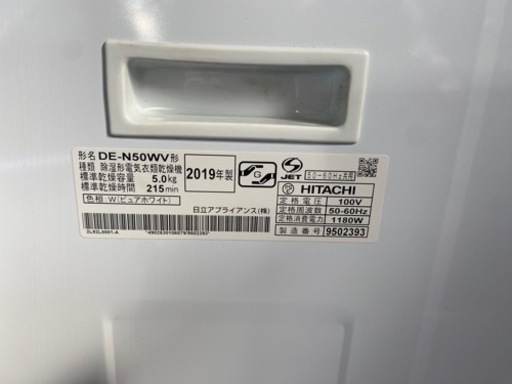 形名 DE-N50WV形
種類 除湿形電気衣類乾燥機
標準乾燥容量 5.0kg
標準乾燥時間 215min
色相:W(ピュアホワイト)
日立アプライアンス(株)
2019年製
G
S
JET
50-60Hz共用
HITACHI
定格電圧 100V
定格周波数 50-60Hz
定格消費電力 1180W
製造番号 9502393